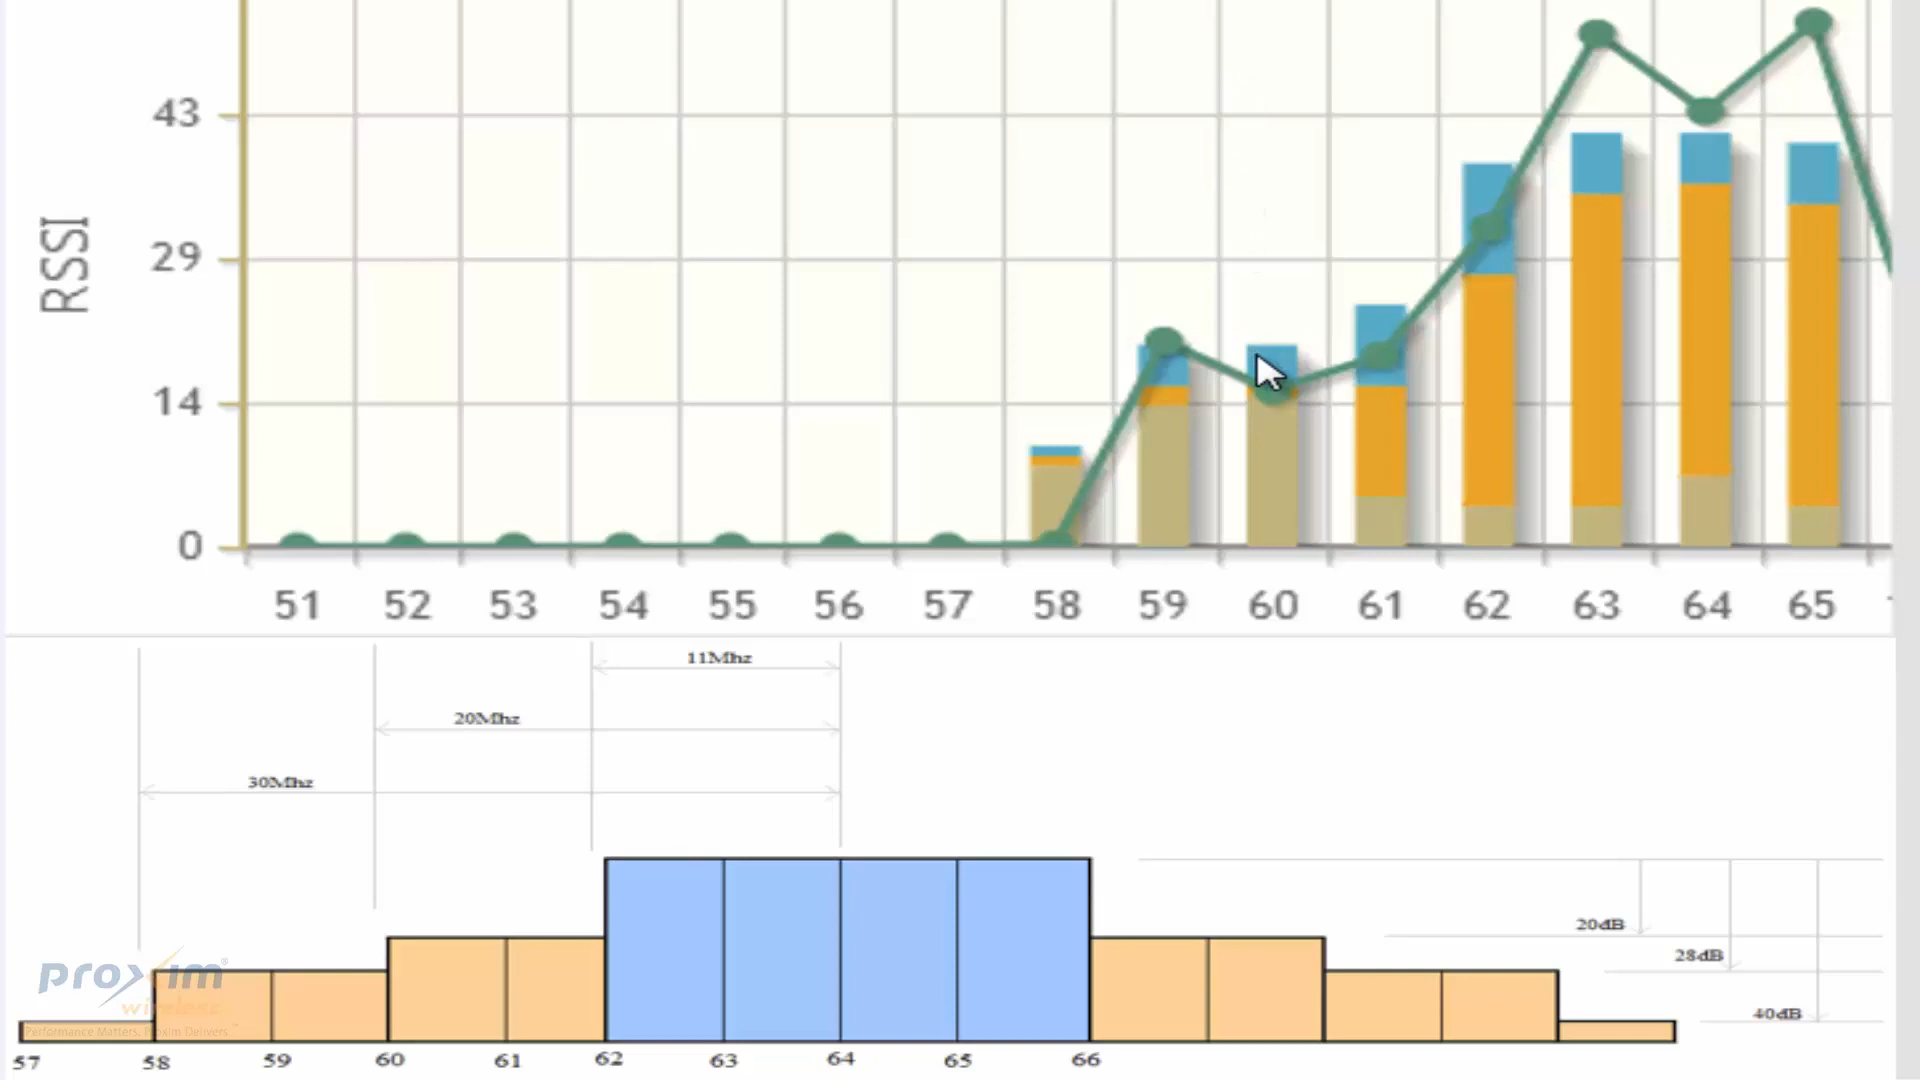 43
RSSI
29
14
0
51 52 53 54 55 56 57 58 59 60 61 62 63 64 65
11Mhz
20Mhz
30Mhz
20dB
28dB
40dB
proxim®
wireless
Performance Matters. Proxim Delivers.™
57 58 59 60 61 62 63 64 65 66